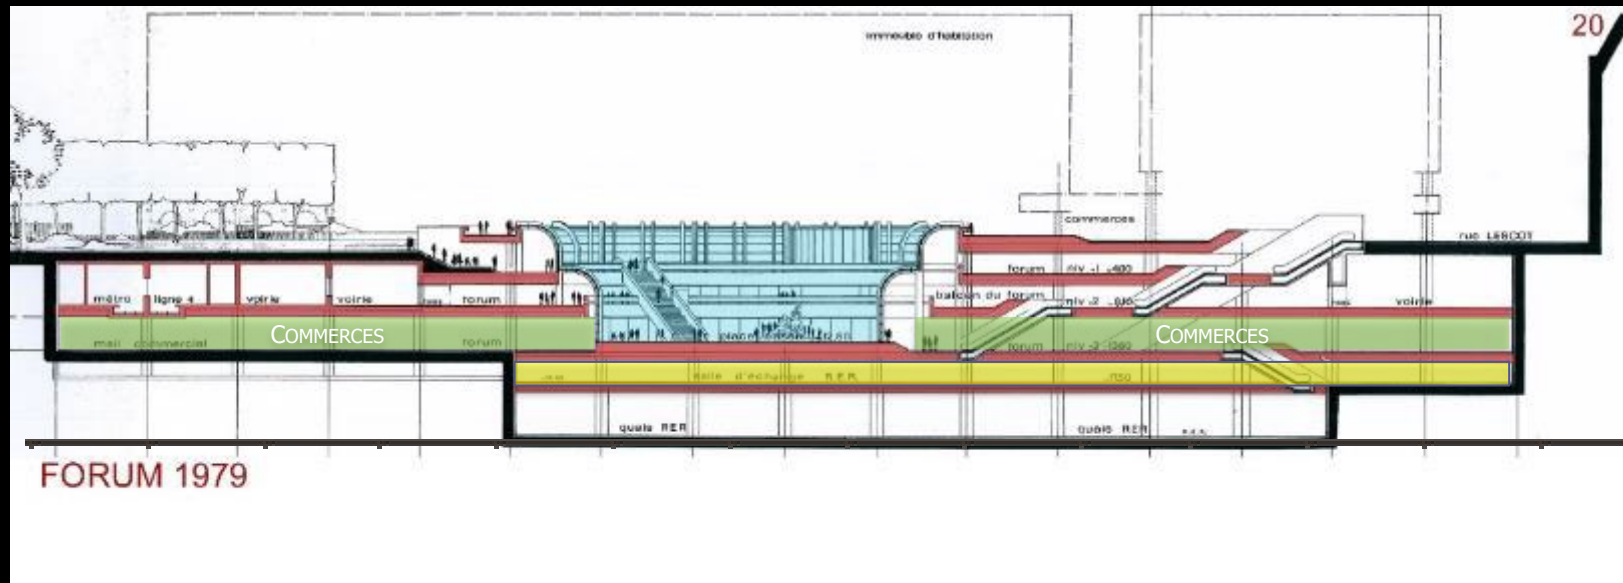 20
immeuble d'habitation
commerces
rue LESCOT
forum niv -1
métro ligne 4 voirie voirie forum
balcon du forum niv -2 voirie
COMMERCES
COMMERCES
mail commercial forum
forum niv -3
salle d'échange R.E.R.
quais RER
quais RER
FORUM 1979